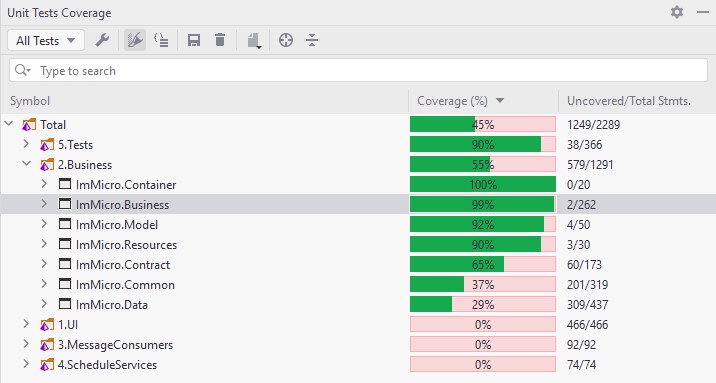 Unit Tests Coverage
All Tests
Type to search
Symbol Coverage (%) Uncovered/Total Stmts.
Total 45% 1249/2289
5.Tests 90% 38/366
2.Business 55% 579/1291
ImMicro.Container 100% 0/20
ImMicro.Business 99% 2/262
ImMicro.Model 92% 4/50
ImMicro.Resources 90% 3/30
ImMicro.Contract 65% 60/173
ImMicro.Common 37% 201/319
ImMicro.Data 29% 309/437
1.UI 0% 466/466
3.MessageConsumers 0% 92/92
4.ScheduleServices 0% 74/74